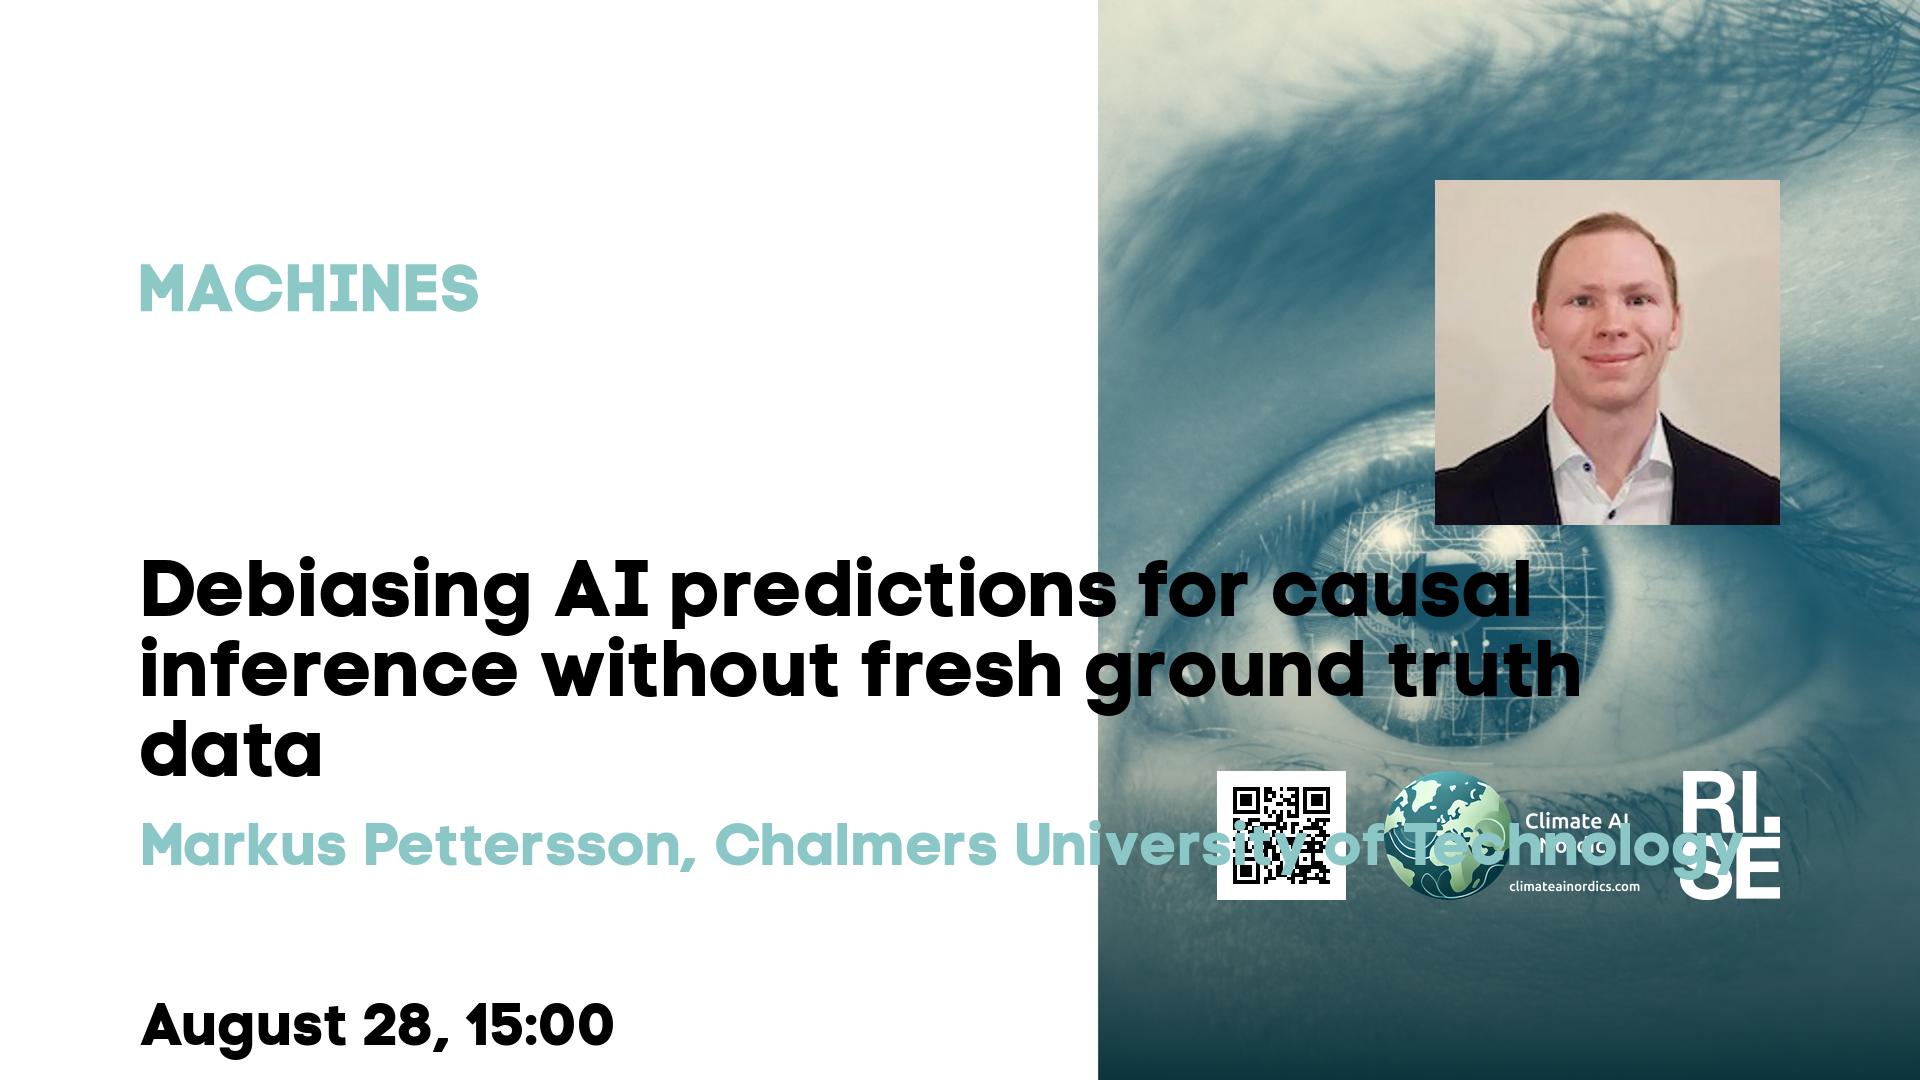 MACHINES
Debiasing AI predictions for causal
inference without fresh ground truth
data
Markus Pettersson, Chalmers University of Technology
Climate AI
Nordics
climateainordics.com
RI.
SE
August 28, 15:00